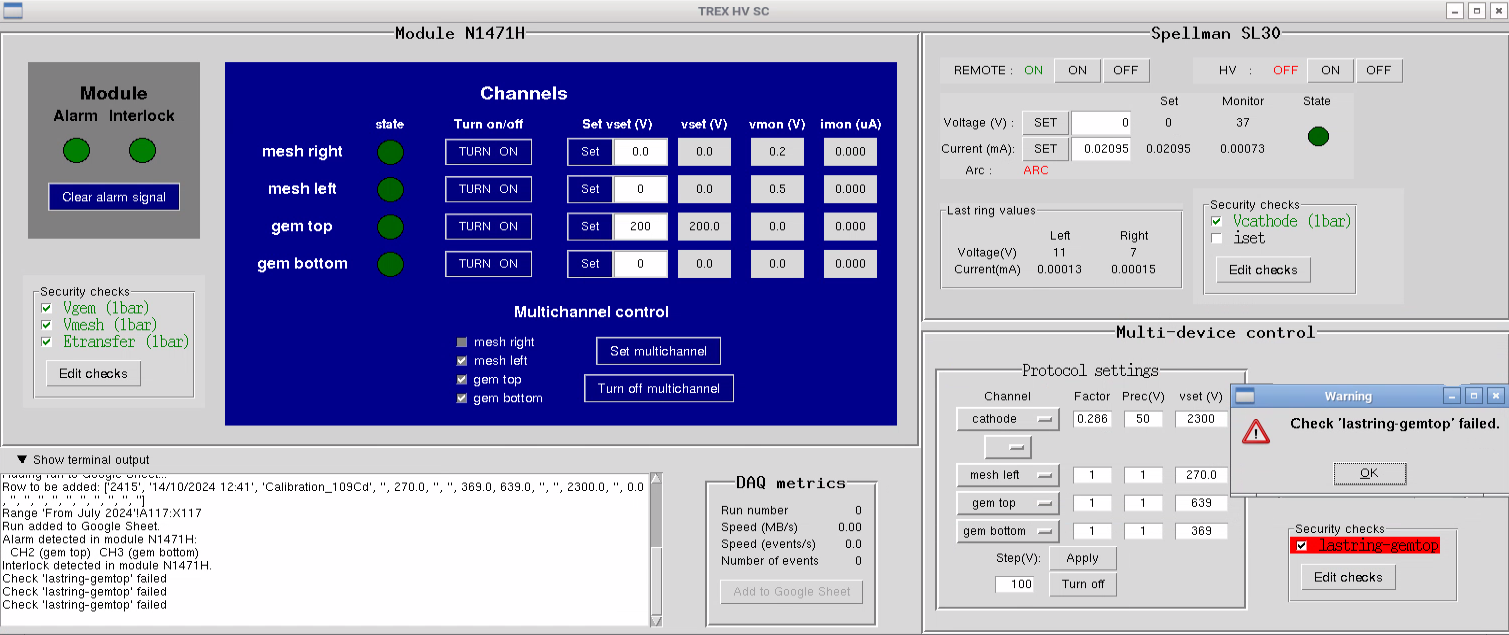 TREX HV SC
Module N1471H
Module
Alarm Interlock
Clear alarm signal
Security checks
Vgem (1bar)
Vmesh (1bar)
Etransfer (1bar)
Edit checks
Channels
state Turn on/off Set vset (V) vset (V) vmon (V) imon (uA)
mesh right TURN ON Set 0.0 0.0 0.2 0.000
mesh left TURN ON Set 0 0.0 0.5 0.000
gem top TURN ON Set 200 200.0 0.0 0.000
gem bottom TURN ON Set 0 0.0 0.0 0.000
Multichannel control
mesh right
mesh left
gem top
gem bottom
Set multichannel
Turn off multichannel
Spellman SL30
REMOTE : ON ON OFF HV : OFF ON OFF
Set Monitor State
Voltage (V) : SET 0 0 37
Current (mA): SET 0.02095 0.02095 0.00073
Arc : ARC
Last ring values
Left Right
Voltage(V) 11 7
Current(mA) 0.00013 0.00015
Security checks
Vcathode (1bar)
iset
Edit checks
Show terminal output
Row to be added: ['2415', '14/10/2024 12:41', 'Calibration_109Cd', '', 270.0, '', '', 369.0, 639.0, '', '', 2300.0, '', 0.0
, '', '', '', '', '', '', '', '', '', '']
Range 'From July 2024'!A117:X117
Run added to Google Sheet.
Alarm detected in module N1471H:
CH2 (gem top) CH3 (gem bottom)
Interlock detected in module N1471H.
Check 'lastring-gemtop' failed
Check 'lastring-gemtop' failed
Check 'lastring-gemtop' failed
DAQ metrics
Run number 0
Speed (MB/s) 0.00
Speed (events/s) 0.0
Number of events 0
Add to Google Sheet
Multi-device control
Protocol settings
Channel Factor Prec(V) vset (V)
cathode 0.286 50 2300
mesh left 1 1 270.0
gem top 1 1 639
gem bottom 1 1 369
Step(V): Apply
100 Turn off
Warning
Check 'lastring-gemtop' failed.
OK
Security checks
lastring-gemtop
Edit checks